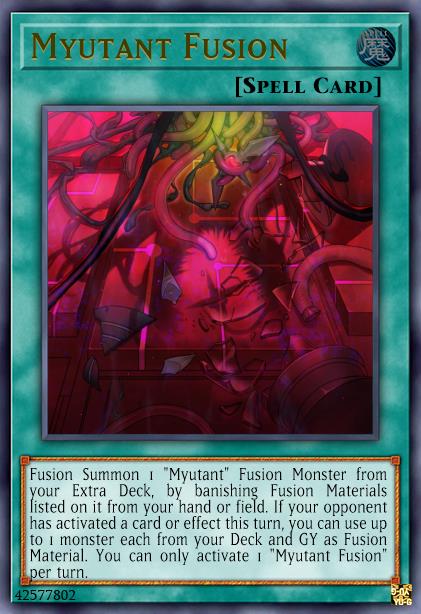 Myutant Fusion
[Spell Card]
Fusion Summon 1 "Myutant" Fusion Monster from
your Extra Deck, by banishing Fusion Materials
listed on it from your hand or field. If your opponent
has activated a card or effect this turn, you can use up
to 1 monster each from your Deck and GY as Fusion
Material. You can only activate 1 "Myutant Fusion"
per turn.
42577802